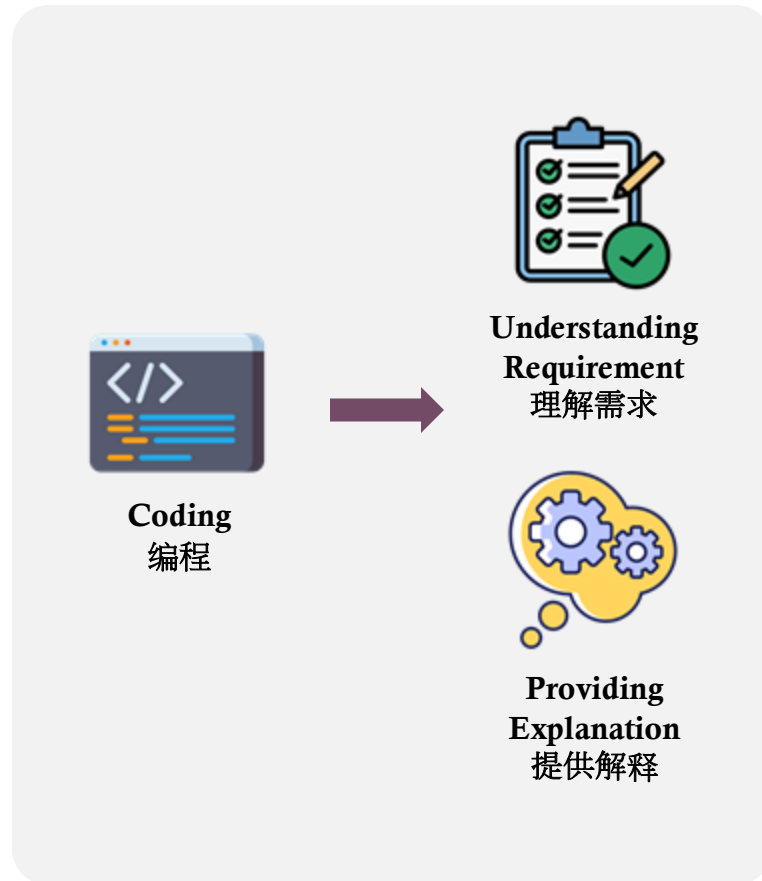 </>
Coding
编程
Understanding
Requirement
理解需求
Providing
Explanation
提供解释